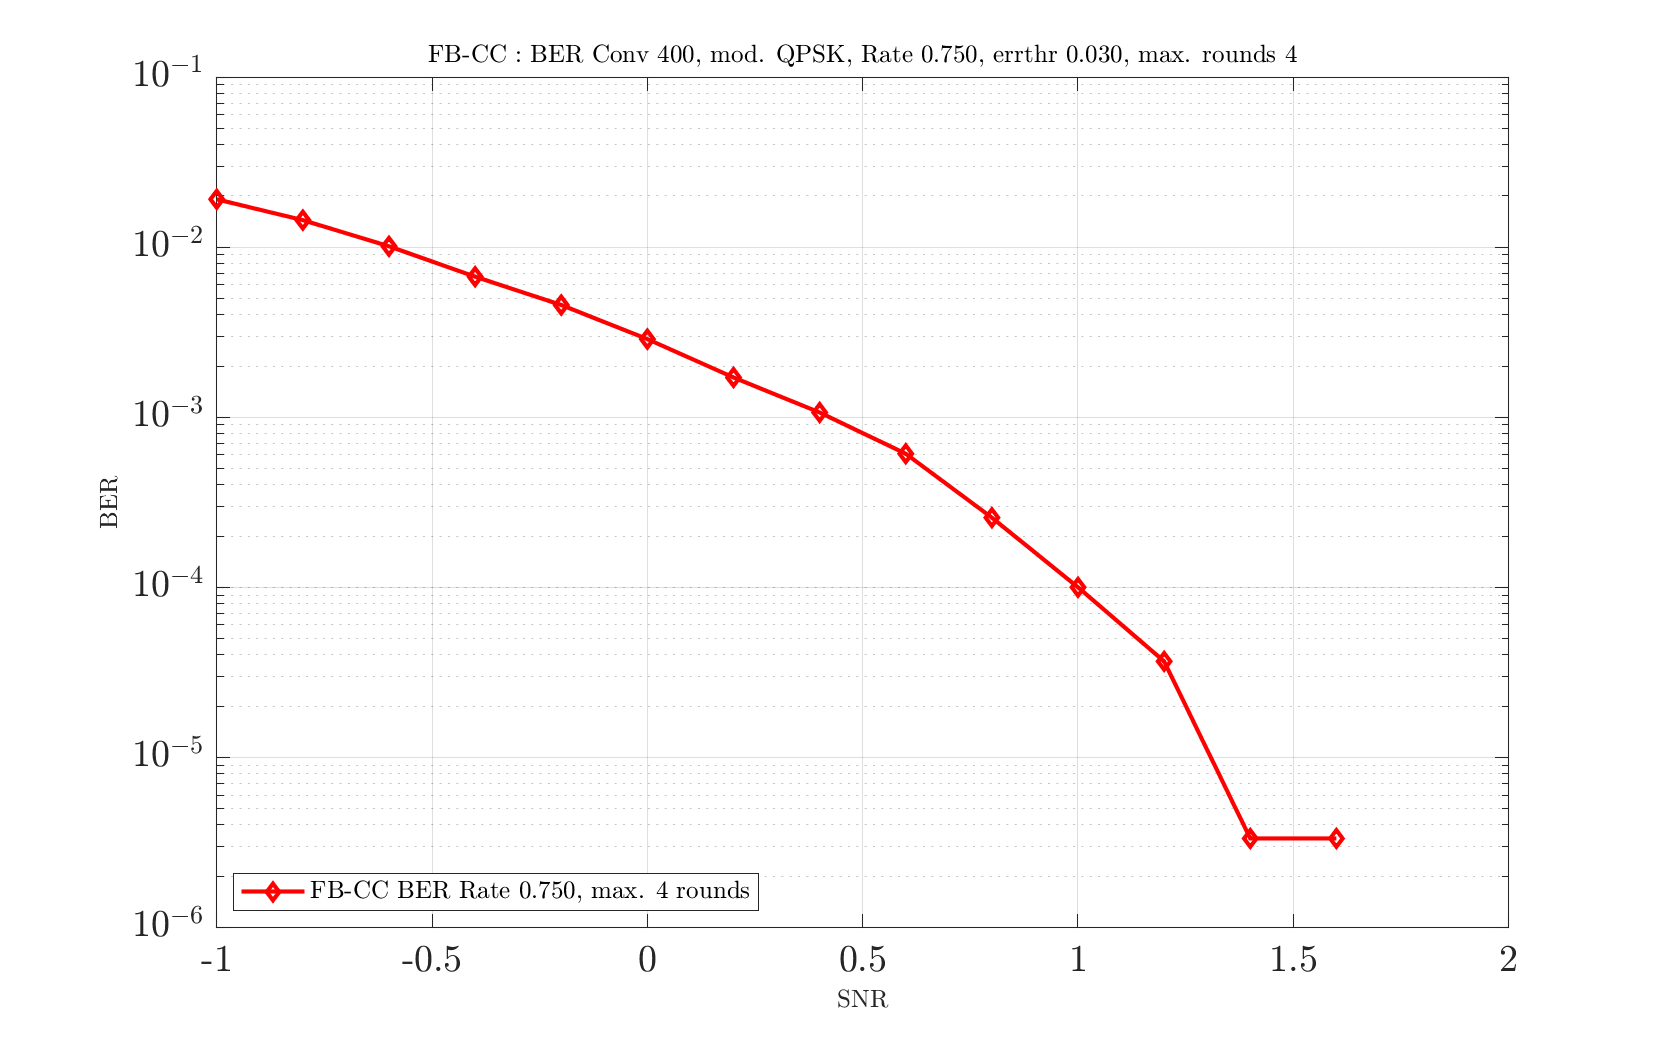 FB-CC : BER Conv 400, mod. QPSK, Rate 0.750, errthr 0.030, max. rounds 4
10^{-1}
10^{-2}
10^{-3}
10^{-4}
10^{-5}
10^{-6}
BER
FB-CC BER Rate 0.750, max. 4 rounds
-1 -0.5 0 0.5 1 1.5 2
SNR